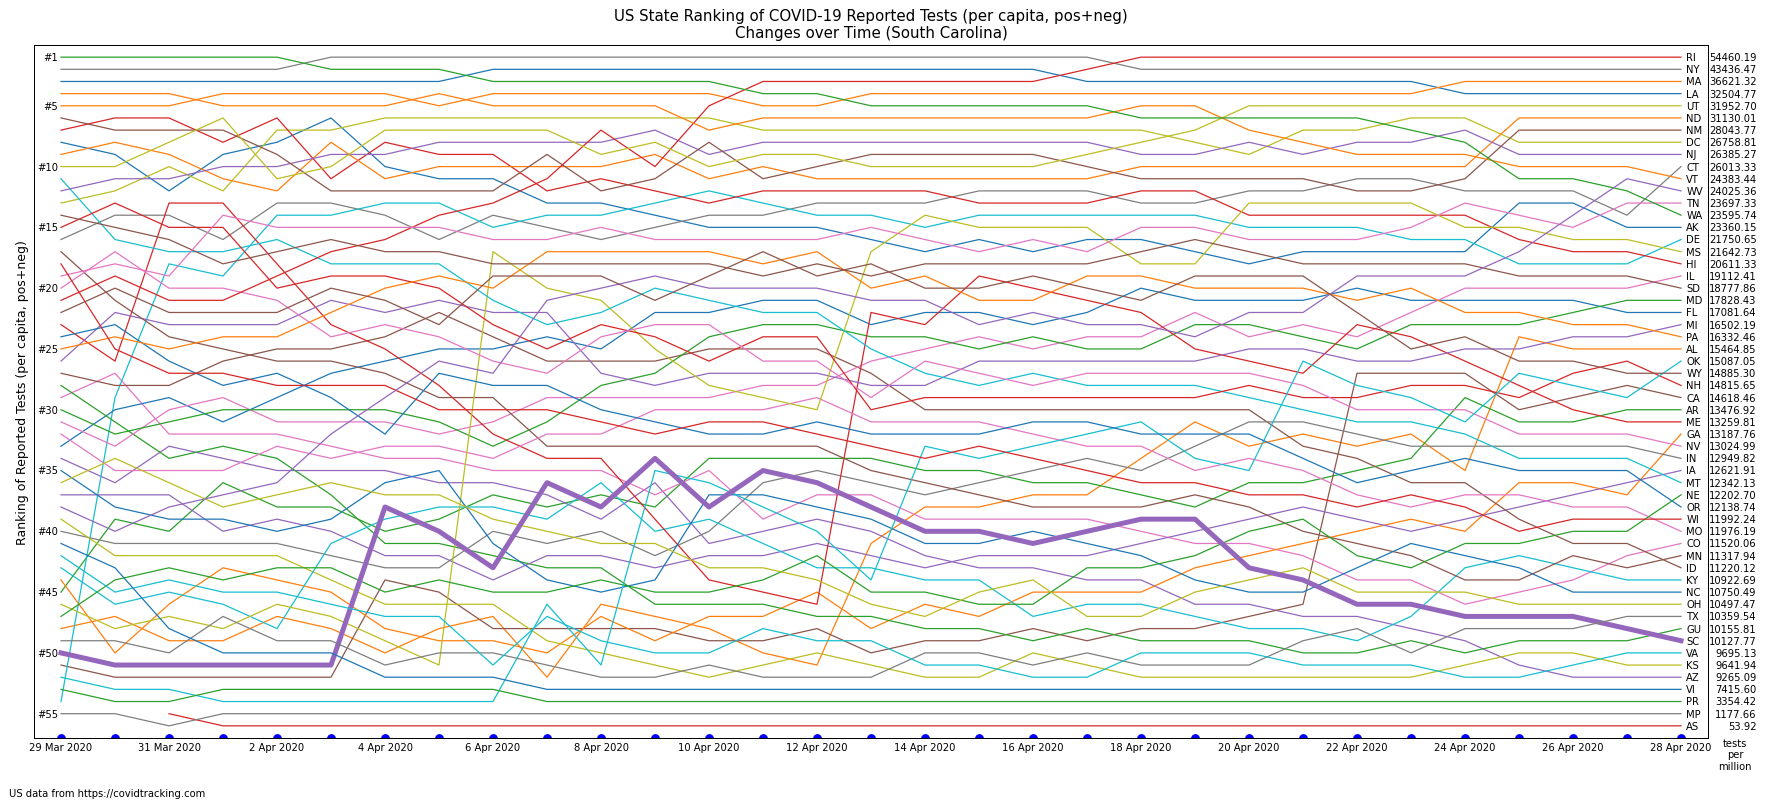 US State Ranking of COVID-19 Reported Tests (per capita, pos+neg)
Changes over Time (South Carolina)
Ranking of Reported Tests (per capita, pos+neg)
#1
#5
#10
#15
#20
#25
#30
#35
#40
#45
#50
#55
RI 54460.19
NY 43436.47
MA 36621.32
LA 32504.77
UT 31952.70
ND 31130.01
NM 28043.77
DC 26758.81
NJ 26385.27
CT 26013.33
VT 24383.44
WV 24025.36
TN 23697.33
WA 23595.74
AK 23360.15
DE 21750.65
MS 21642.73
HI 20611.33
IL 19112.41
SD 18777.86
MD 17828.43
FL 17081.64
MI 16502.19
PA 16332.46
AL 15464.85
OK 15087.05
WY 14885.30
NH 14815.65
CA 14618.46
AR 13476.92
ME 13259.81
GA 13187.76
NV 13024.99
IN 12949.82
IA 12621.91
MT 12342.13
NE 12202.70
OR 12138.74
WI 11992.24
MO 11976.19
CO 11520.06
MN 11317.94
ID 11220.12
KY 10922.69
NC 10750.49
OH 10497.47
TX 10359.54
GU 10155.81
SC 10127.77
VA 9695.13
KS 9641.94
AZ 9265.09
VI 7415.60
PR 3354.42
MP 1177.66
AS 53.92
29 Mar 2020 31 Mar 2020 2 Apr 2020 4 Apr 2020 6 Apr 2020 8 Apr 2020 10 Apr 2020 12 Apr 2020 14 Apr 2020 16 Apr 2020 18 Apr 2020 20 Apr 2020 22 Apr 2020 24 Apr 2020 26 Apr 2020 28 Apr 2020
tests
per
million
US data from https://covidtracking.com